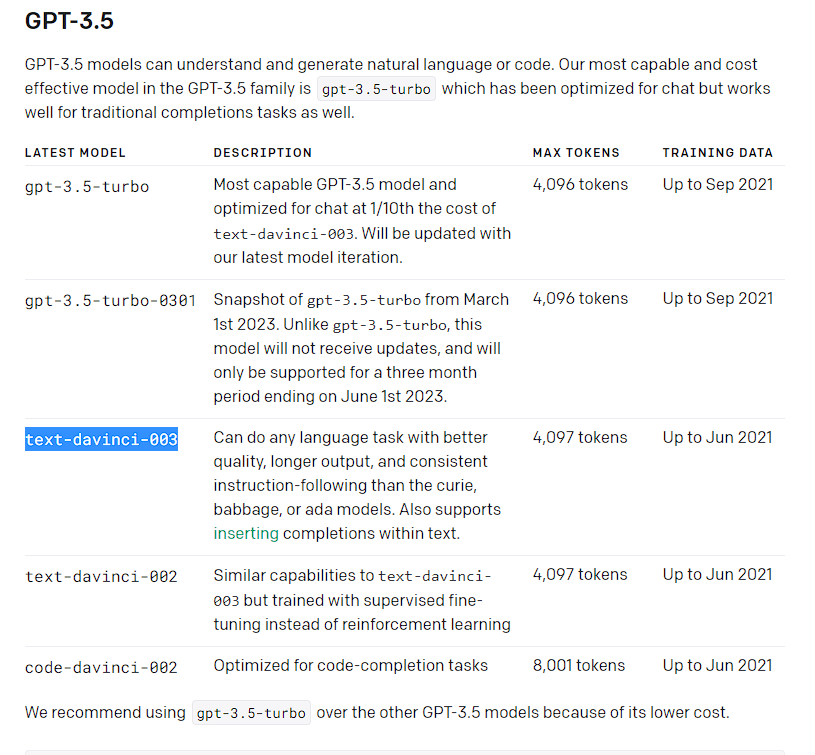 GPT-3.5
GPT-3.5 models can understand and generate natural language or code. Our most capable and cost
effective model in the GPT-3.5 family is gpt-3.5-turbo which has been optimized for chat but works
well for traditional completions tasks as well.
LATEST MODEL DESCRIPTION MAX TOKENS TRAINING DATA
gpt-3.5-turbo Most capable GPT-3.5 model and 4,096 tokens Up to Sep 2021
optimized for chat at 1/10th the cost of
text-davinci-003. Will be updated with
our latest model iteration.
gpt-3.5-turbo-0301 Snapshot of gpt-3.5-turbo from March 4,096 tokens Up to Sep 2021
1st 2023. Unlike gpt-3.5-turbo, this
model will not receive updates, and will
only be supported for a three month
period ending on June 1st 2023.
text-davinci-003 Can do any language task with better 4,097 tokens Up to Jun 2021
quality, longer output, and consistent
instruction-following than the curie,
babbage, or ada models. Also supports
inserting completions within text.
text-davinci-002 Similar capabilities to text-davinci- 4,097 tokens Up to Jun 2021
003 but trained with supervised fine-
tuning instead of reinforcement learning
code-davinci-002 Optimized for code-completion tasks 8,001 tokens Up to Jun 2021
We recommend using gpt-3.5-turbo over the other GPT-3.5 models because of its lower cost.